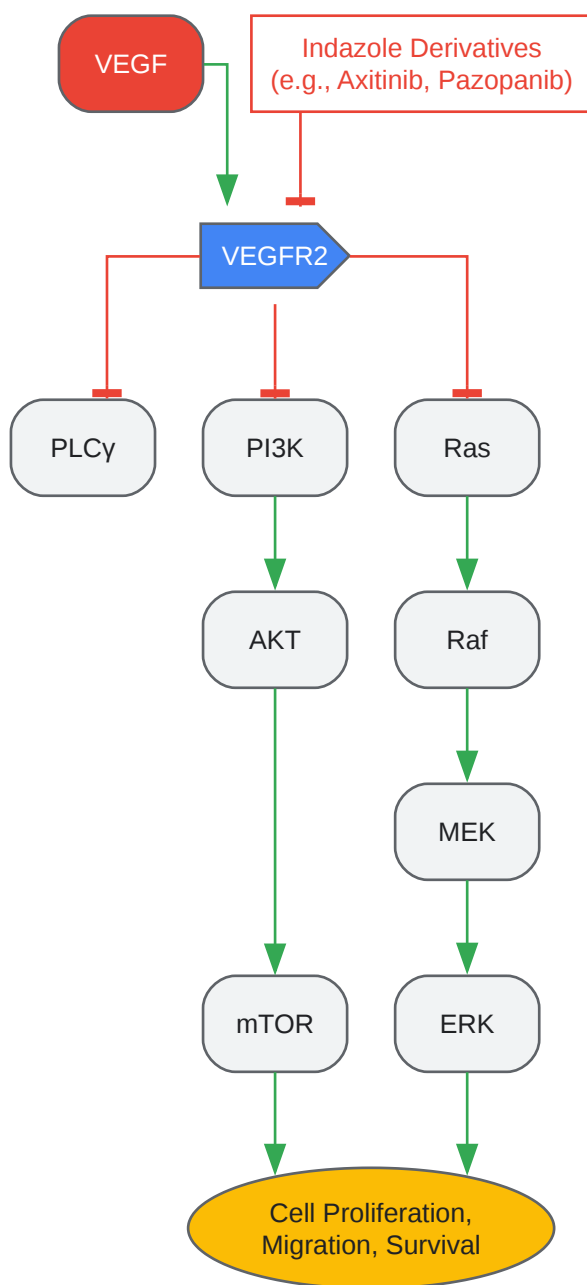 VEGF
Indazole Derivatives
(e.g., Axitinib, Pazopanib)
VEGFR2
PLCγ
PI3K
Ras
AKT
Raf
MEK
mTOR
ERK
Cell Proliferation,
Migration, Survival